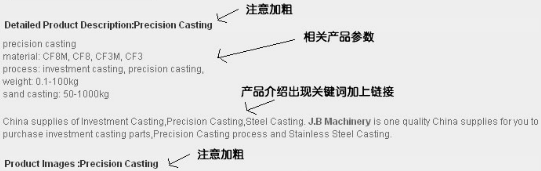 注意加粗
Detailed Product Description:Precision Casting
相关产品参数
precision casting
material: CF8M, CF8, CF3M, CF3
process: investment casting, precision casting,
weight: 0.1-100kg
sand casting: 50-1000kg
产品介绍出现关键词加上链接
China supplies of Investment Casting,Precision Casting,Steel Casting. J.B Machinery is one quality China supplies for you to
purchase investment casting parts,Precision Casting process and Stainless Steel Casting.
注意加粗
Product Images :Precision Casting